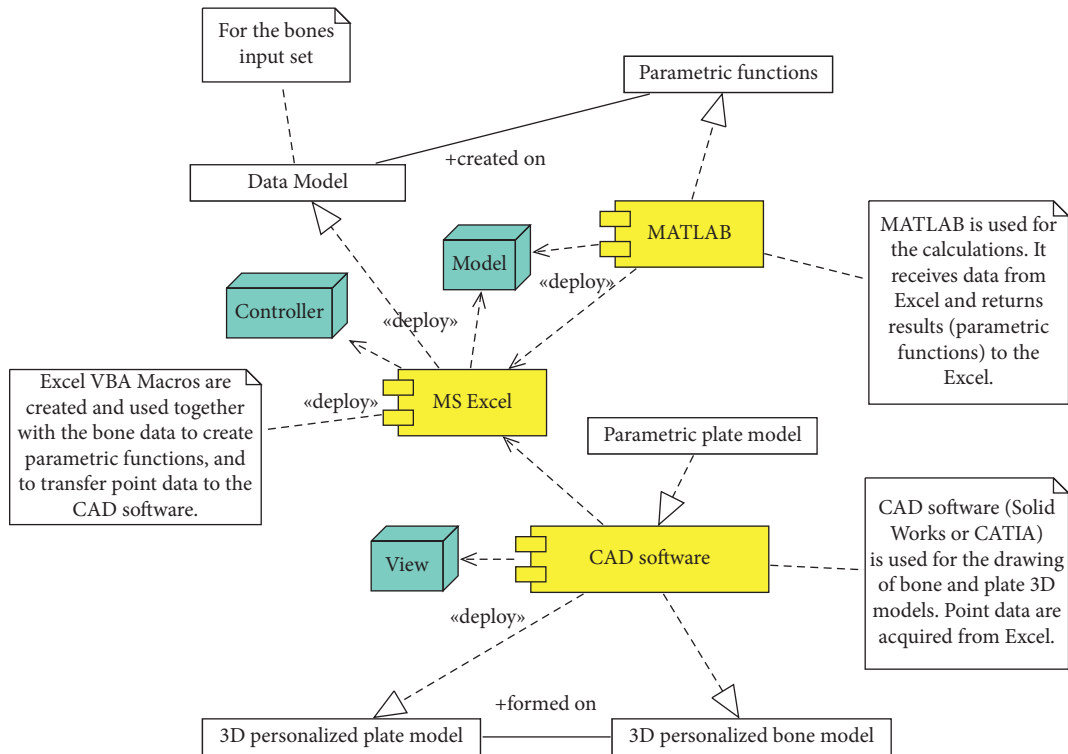 For the bones
input set
Parametric functions
+created on
Data Model
MATLAB
MATLAB is used for
the calculations. It
receives data from
Excel and returns
results (parametric
functions) to the
Excel.
Model
«deploy»
Controller
«deploy»
Excel VBA Macros are
created and used together
with the bone data to create
parametric functions, and
to transfer point data to the
CAD software.
«deploy»
MS Excel
Parametric plate model
CAD software (Solid
Works or CATIA)
is used for the drawing
of bone and plate 3D
models. Point data are
acquired from Excel.
View
CAD software
«deploy»
+formed on
3D personalized plate model
3D personalized bone model